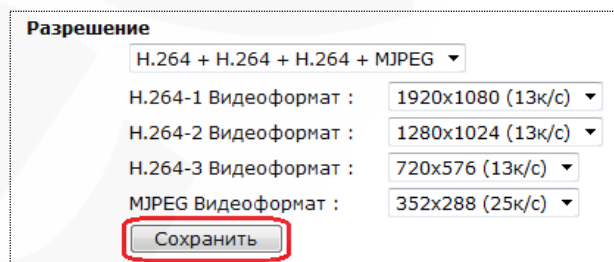 Разрешение
H.264 + H.264 + H.264 + MJPEG
H.264-1 Видеоформат : 1920x1080 (13к/с)
H.264-2 Видеоформат : 1280x1024 (13к/с)
H.264-3 Видеоформат : 720x576 (13к/с)
MJPEG Видеоформат : 352x288 (25к/с)
Сохранить